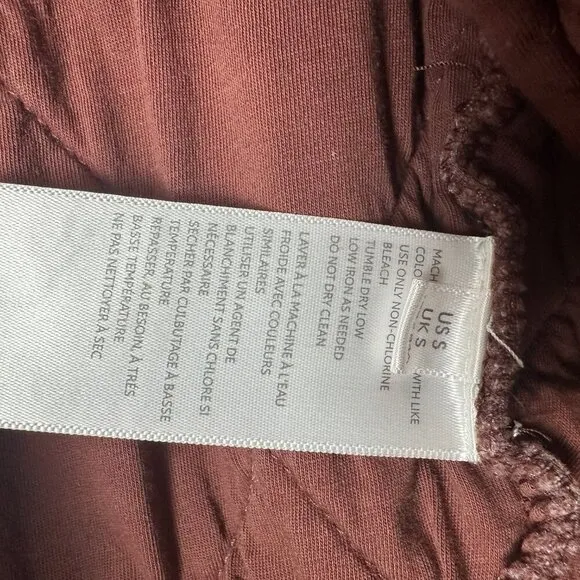 US S
UK S
MACH
COLO WITH LIKE
USE ONLY NON-CHLORINE
BLEACH
TUMBLE DRY LOW
LOW IRON AS NEEDED
DO NOT DRY CLEAN
LAVER À LA MACHINE À L'EAU
FROIDE AVEC COULEURS
SIMILAIRES
UTILISER UN AGENT DE
BLANCHIMENT SANS CHLORE SI
NÉCESSAIRE
SÉCHER PAR CULBUTAGE À BASSE
TEMPÉRATURE
REPASSER, AU BESOIN, À TRÈS
BASSE TEMPÉRATURE
NE PAS NETTOYER À SEC